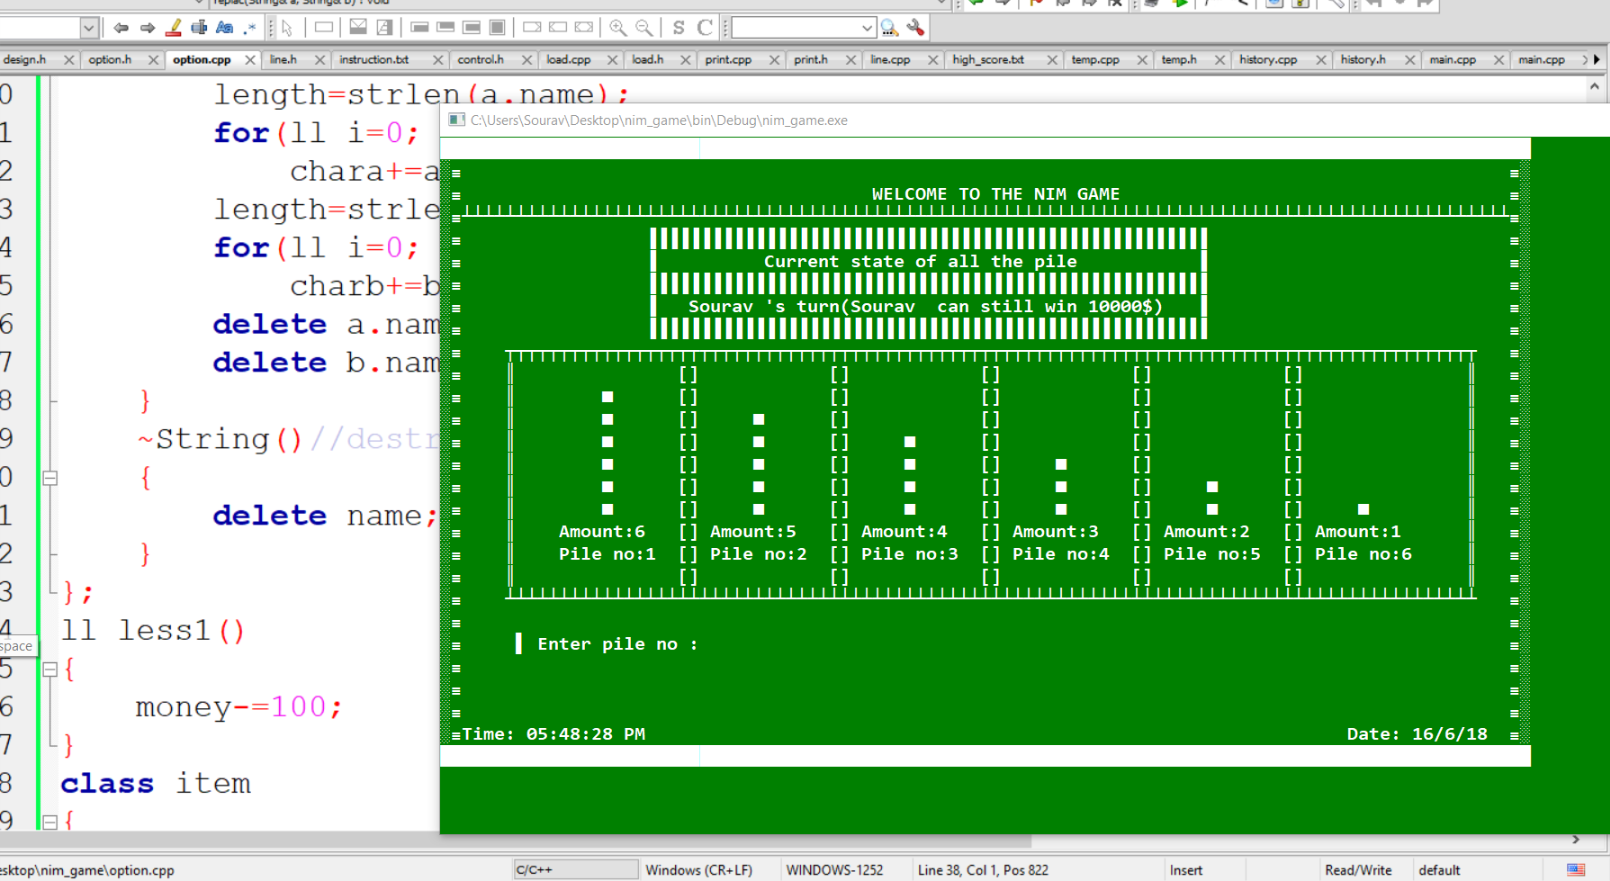 replac(String& a, String& b) : void
design.h option.h option.cpp line.h instruction.txt control.h load.cpp load.h print.cpp print.h line.cpp high_score.txt temp.cpp temp.h history.cpp history.h main.cpp main.cpp
0 length=strlen(a.name);
1 for(ll i=0;
2 chara+=a
3 length=strle
4 for(ll i=0;
5 charb+=b
6 delete a.nam
7 delete b.nam
8 }
9 ~String()//destr
0 {
1 delete name;
2 }
3 };
4 ll less1()
space
5 {
6 money-=100;
7 }
8 class item
9 {
C:\Users\Sourav\Desktop\nim_game\bin\Debug\nim_game.exe
WELCOME TO THE NIM GAME
Current state of all the pile
Sourav 's turn(Sourav  can still win 10000$)
Amount:6 [] Amount:5 [] Amount:4 [] Amount:3 [] Amount:2 [] Amount:1
Pile no:1 [] Pile no:2 [] Pile no:3 [] Pile no:4 [] Pile no:5 [] Pile no:6
Enter pile no :
Time: 05:48:28 PM Date: 16/6/18
esktop\nim_game\option.cpp C/C++ Windows (CR+LF) WINDOWS-1252 Line 38, Col 1, Pos 822 Insert Read/Write default